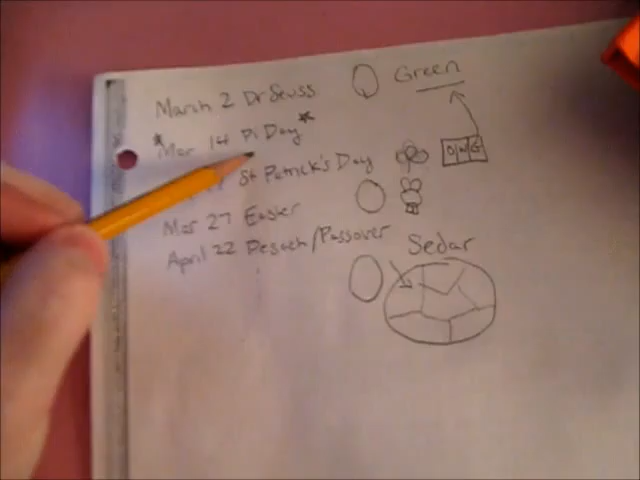 March 2 Dr Seuss Green
*Mar 14 Pi Day*
St Patrick's Day O W G
Mar 27 Easter
April 22 Pesach/Passover Sedar